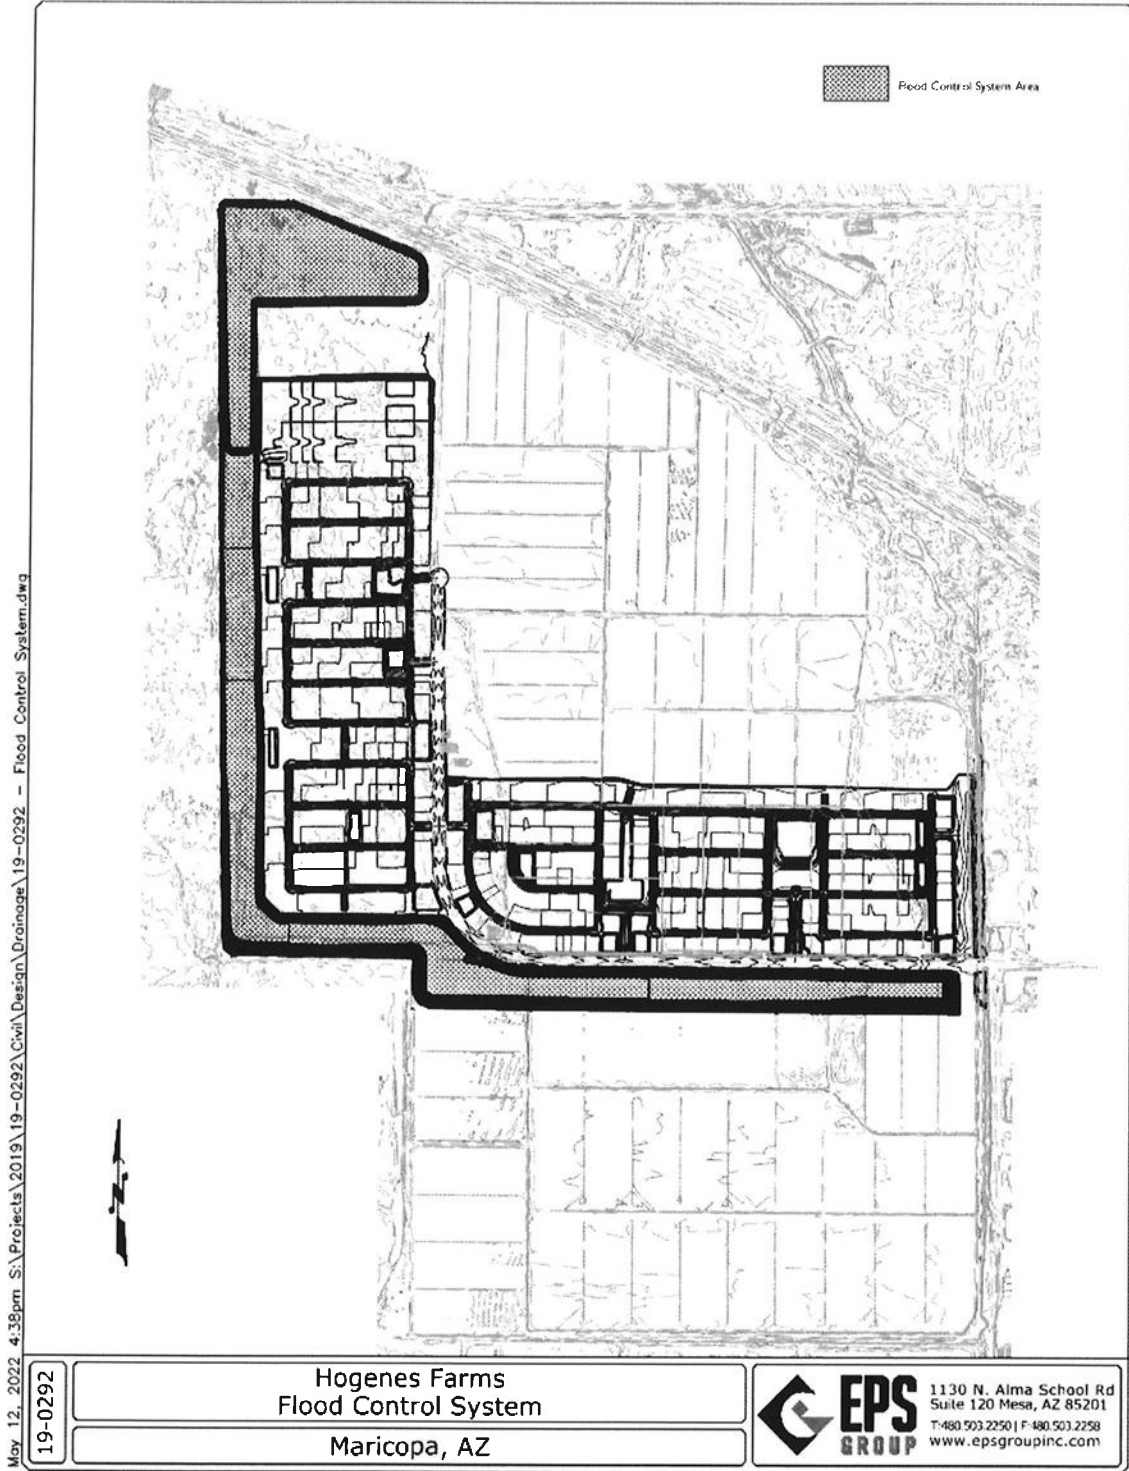 Flood Control System Area
May 12, 2022 4:38pm S:\Projects\2019\19-0292\Civil\Design\Drainage\19-0292 - Flood Control System.dwg
19-0292
Hogenes Farms
Flood Control System
Maricopa, AZ
EPS
GROUP
1130 N. Alma School Rd
Suite 120 Mesa, AZ 85201
T:480.503.2250 | F:480.503.2258
www.epsgroupinc.com